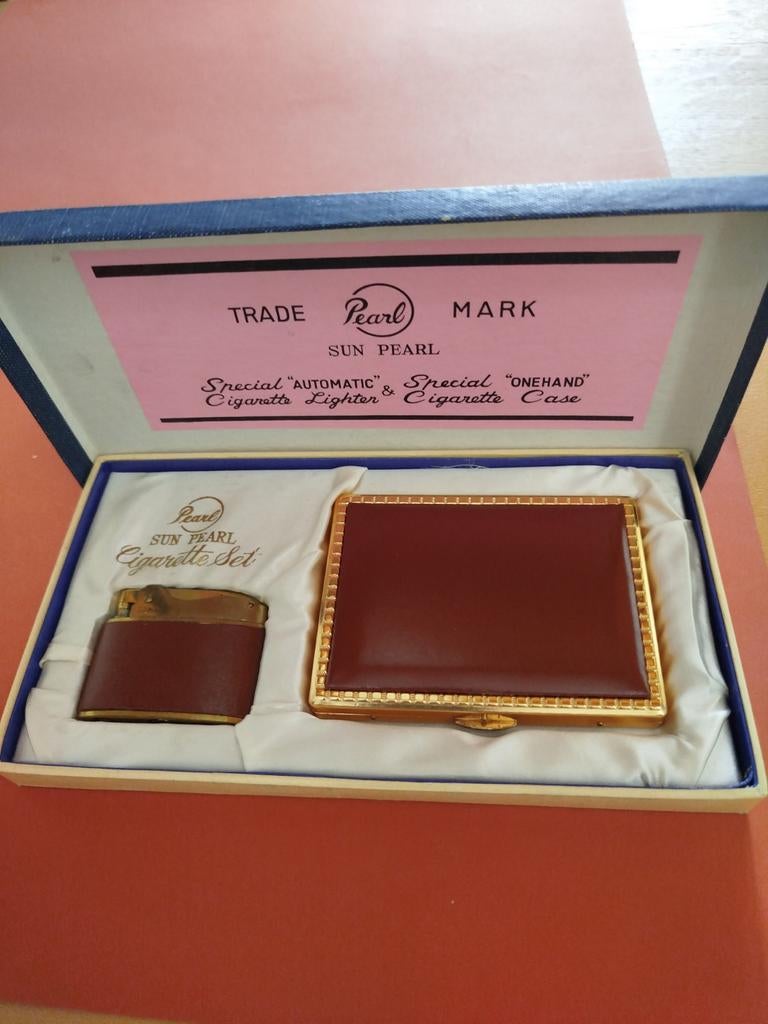 TRADE Pearl MARK
SUN PEARL
Special "AUTOMATIC" & Special "ONEHAND"
Cigarette Lighter Cigarette Case
Pearl
SUN PEARL
Cigarette Set